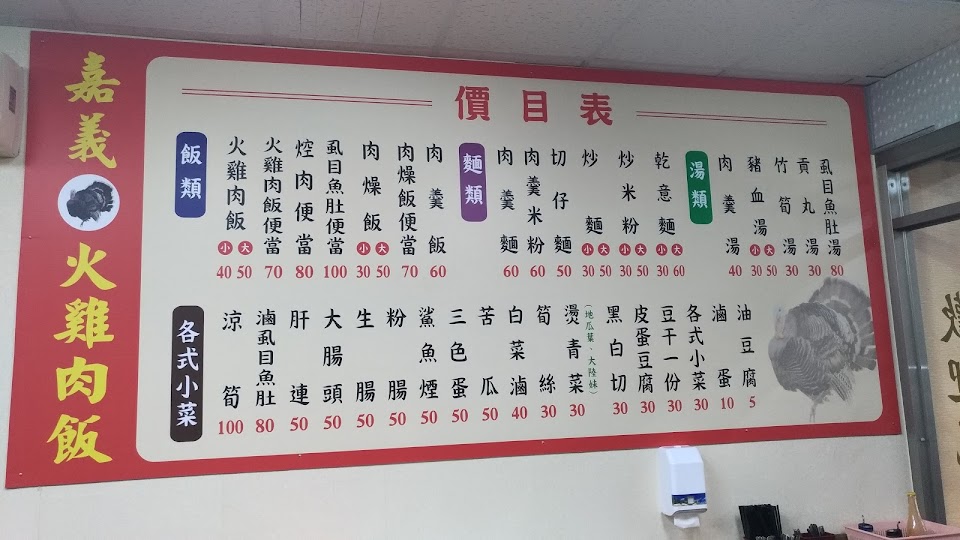 嘉義火雞肉飯
價目表
飯類
火雞肉飯 小 大 40 50
火雞肉飯便當 70
焢肉便當 80
虱目魚肚便當 100
肉燥飯 小 大 30 50
肉燥飯便當 70
肉羹飯 60
麵類
肉羹麵 60
肉羹米粉 60
切仔麵 50
炒麵 小 大 30 50
炒米粉 小 大 30 50
乾意麵 小 大 30 60
湯類
肉羹湯 40
豬血湯 小 大 30 50
竹筍湯 30
貢丸湯 30
虱目魚肚湯 80
各式小菜
涼筍 100
滷虱目魚肚 80
肝連 50
大腸頭 50
生腸 50
粉腸 50
鯊魚煙 50
三色蛋 50
苦瓜 50
白菜滷 40
筍絲 30
燙青菜 30
(地瓜葉、大陸妹)
黑白切 30
皮蛋豆腐 30
豆干一份 30
各式小菜 30
滷蛋 10
油豆腐 5
歡迎